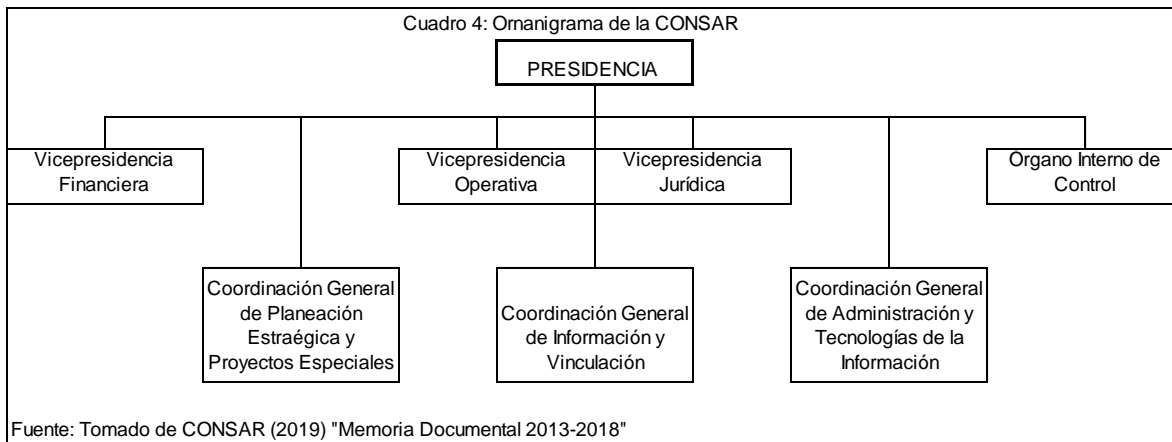 Cuadro 4: Ornanigrama de la CONSAR
PRESIDENCIA
Vicepresidencia
Financiera
Vicepresidencia
Operativa
Vicepresidencia
Jurídica
Organo Interno de
Control
Coordinación General
de Planeación
Estraégica y
Proyectos Especiales
Coordinación General
de Información y
Vinculación
Coordinación General
de Administración y
Tecnologías de la
Información
Fuente: Tomado de CONSAR (2019) "Memoria Documental 2013-2018"